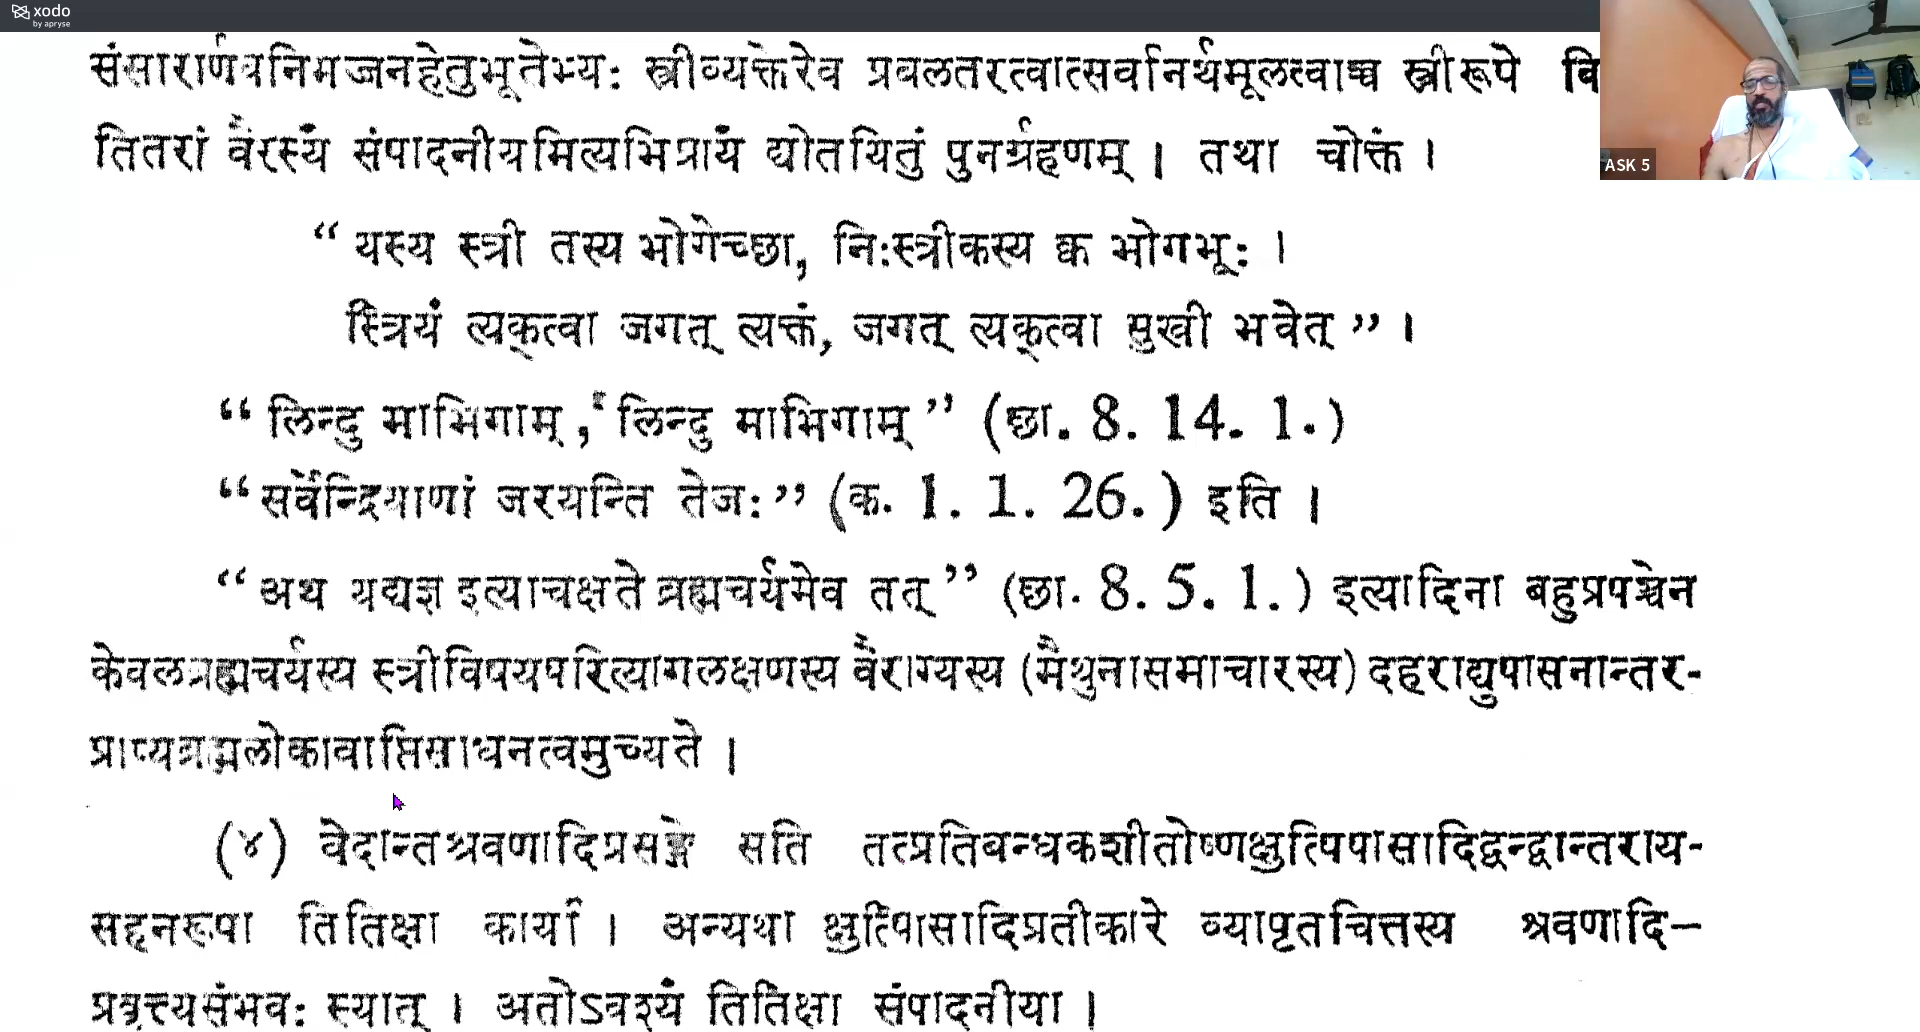 xodo
by apryse
संसारार्णवनिमज्जनहेतुभूतेभ्यः स्त्रीव्यक्तेरेव प्रबलतरत्वात्सर्वानर्थमूलत्वाच्च स्त्रीरूपे वि
तितरां वैरस्यं संपादनीयमित्यभिप्रायं द्योतयितुं पुनर्ग्रहणम् । तथा चोक्तं ।
ASK 5
“ यस्य स्त्री तस्य भोगेच्छा, निःस्त्रीकस्य क्व भोगभूः ।
स्त्रियं त्यक्त्वा जगत् त्यक्तं, जगत् त्यक्त्वा सुखी भवेत् ” ।
“ लिन्दु माभिगाम् , लिन्दु माभिगाम् ” (छा. 8. 14. 1.)
“ सर्वेन्द्रियाणां जरयन्ति तेजः ” (क. 1. 1. 26. ) इति ।
“ अथ यद्यज्ञ इत्याचक्षते ब्रह्मचर्यमेव तत् ” (छा. 8. 5. 1. ) इत्यादिना बहुप्रपञ्चेन
केवलब्रह्मचर्यस्य स्त्रीविषयपरित्यागलक्षणस्य वैराग्यस्य (मैथुनासमाचारस्य) दहराद्युपासनान्तर-
प्राप्यब्रह्मलोकावाप्तिसाधनत्वमुच्यते ।
(४) वेदान्तश्रवणादिप्रसङ्गे सति तत्प्रतिबन्धकशीतोष्णक्षुत्पिपासादिद्वन्द्वान्तराय-
सहनरूपा तितिक्षा कार्या । अन्यथा क्षुत्पिपासादिप्रतीकारे व्यापृतचित्तस्य श्रवणादि–
प्रवृत्त्यसंभवः स्यात् । अतोऽवश्यं तितिक्षा संपादनीया ।